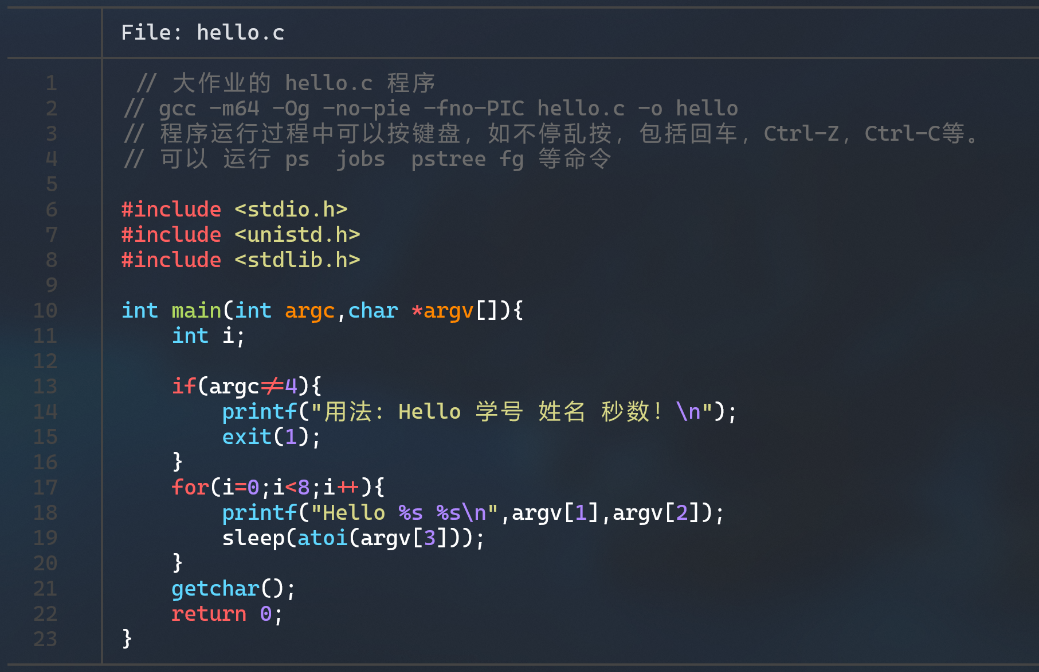 File: hello.c
1 // 大作业的 hello.c 程序
2 // gcc -m64 -Og -no-pie -fno-PIC hello.c -o hello
3 // 程序运行过程中可以按键盘，如不停乱按，包括回车，Ctrl-Z，Ctrl-C等。
4 // 可以 运行 ps  jobs  pstree fg 等命令
5
6 #include <stdio.h>
7 #include <unistd.h>
8 #include <stdlib.h>
9
10 int main(int argc,char *argv[]){
11     int i;
12
13     if(argc!=4){
14         printf("用法: Hello 学号 姓名 秒数！\n");
15         exit(1);
16     }
17     for(i=0;i<8;i++){
18         printf("Hello %s %s\n",argv[1],argv[2]);
19         sleep(atoi(argv[3]));
20     }
21     getchar();
22     return 0;
23 }